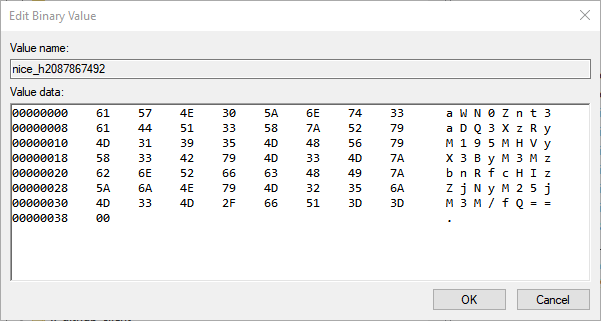 Edit Binary Value
Value name:
nice_h2087867492
Value data:
00000000 61 57 4E 30 5A 6E 74 33 a W N 0 Z n t 3
00000008 61 44 51 33 58 7A 52 79 a D Q 3 X z R y
00000010 4D 31 39 35 4D 48 56 79 M 1 9 5 M H V y
00000018 58 33 42 79 4D 33 4D 7A X 3 B y M 3 M z
00000020 62 6E 52 66 63 48 49 7A b n R f c H I z
00000028 5A 6A 4E 79 4D 32 35 6A Z j N y M 2 5 j
00000030 4D 33 4D 2F 66 51 3D 3D M 3 M / f Q = =
00000038 00 .
OK Cancel